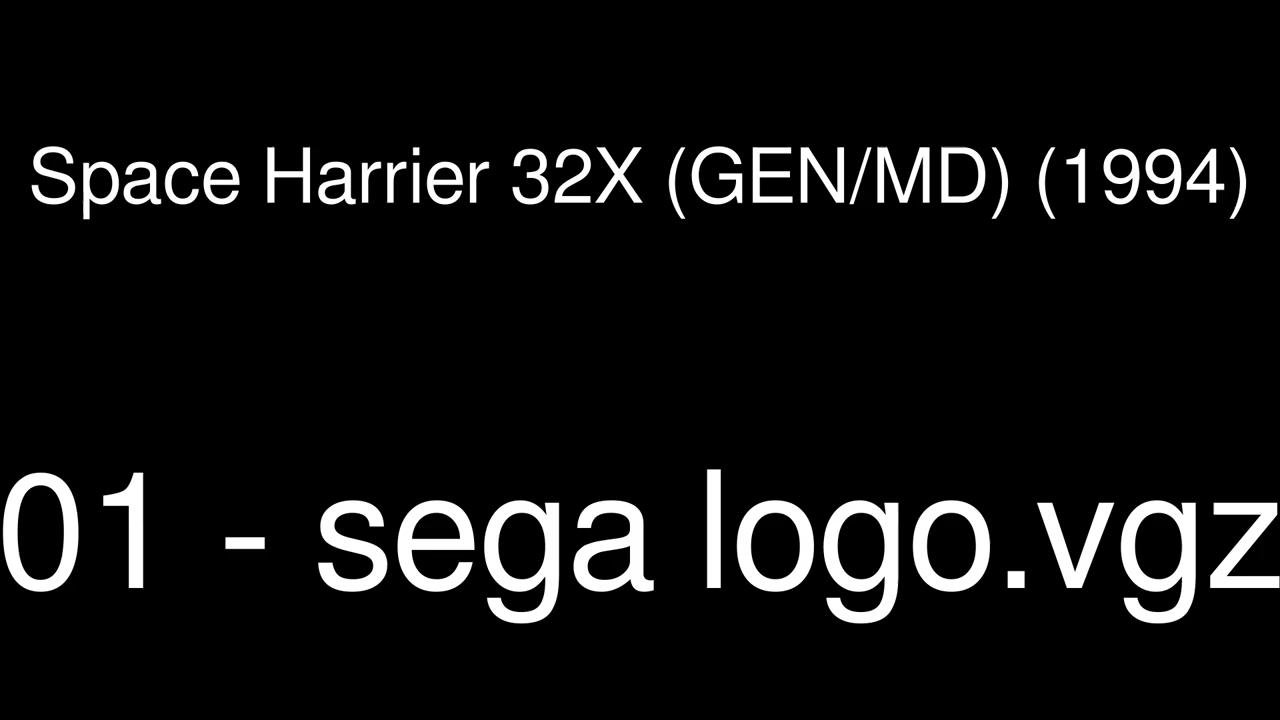 Space Harrier 32X (GEN/MD) (1994)
01 - sega logo.vgz